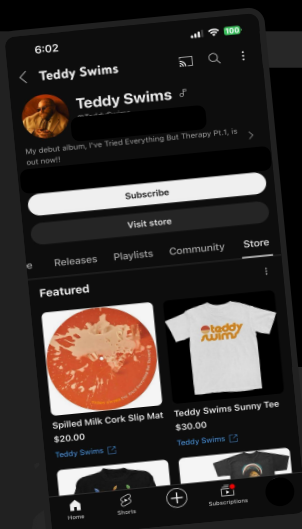 6:02
100
Teddy Swims
Teddy Swims
My debut album, I've Tried Everything But Therapy Pt.1, is
out now!!
Subscribe
Visit store
e Releases Playlists Community Store
Featured
teddy
swims
Spilled Milk Cork Slip Mat
$20.00
Teddy Swims
Teddy Swims Sunny Tee
$30.00
Teddy Swims
Home
Shorts
Subscriptions